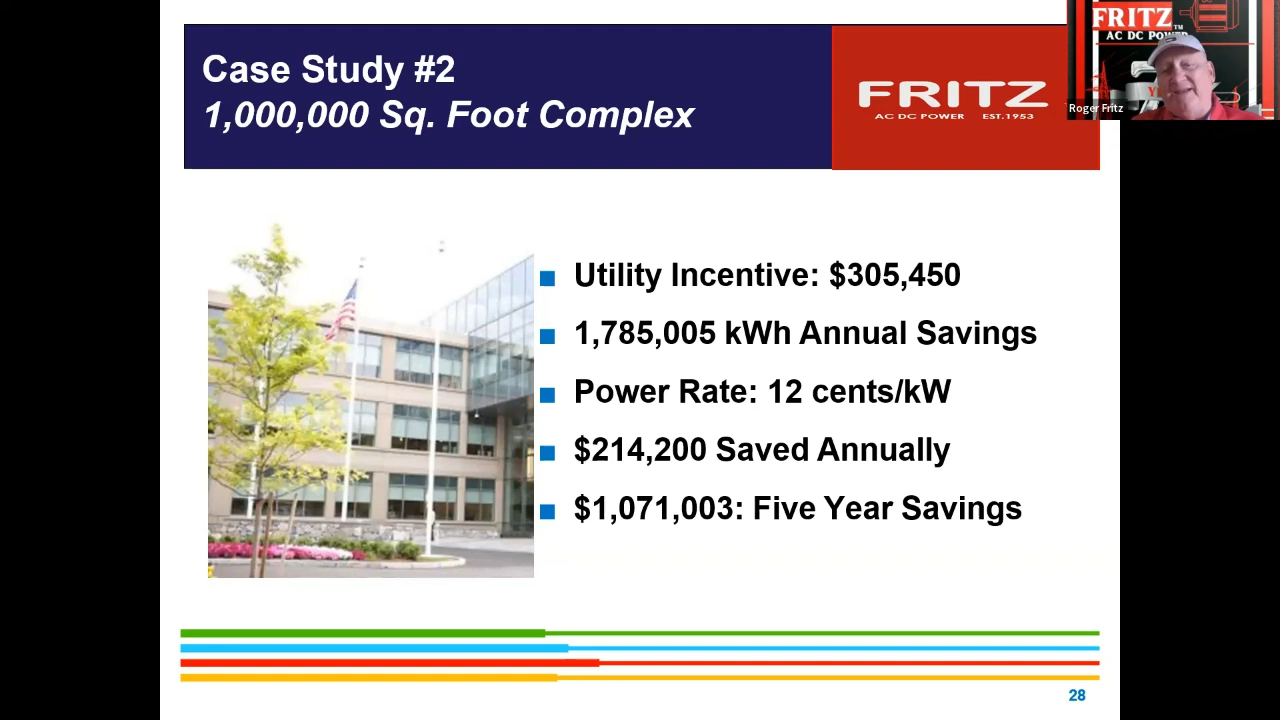 Case Study #2
1,000,000 Sq. Foot Complex
FRITZ
AC DC POWER EST.1953
FRITZ™
AC DC POWER
Roger Fritz
Utility Incentive: $305,450
1,785,005 kWh Annual Savings
Power Rate: 12 cents/kW
$214,200 Saved Annually
$1,071,003: Five Year Savings
28